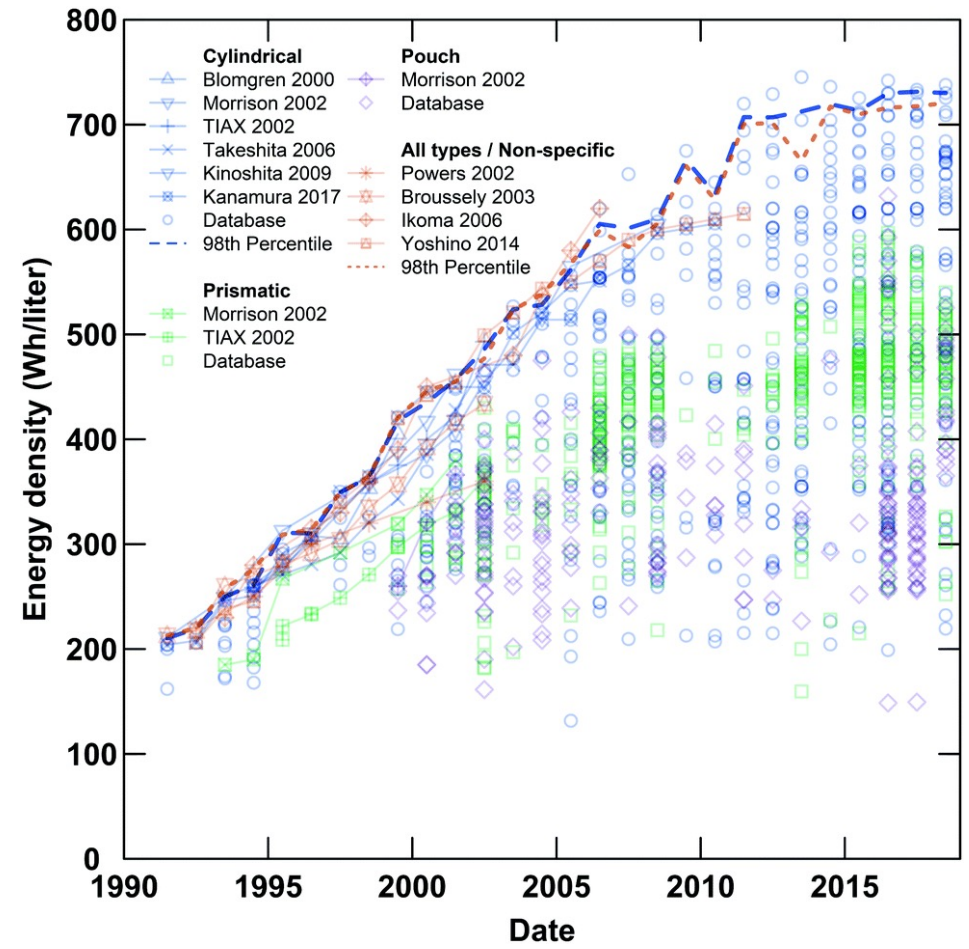 800
700
600
500
400
300
200
100
0
Energy density (Wh/liter)
Cylindrical
Blomgren 2000
Morrison 2002
TIAX 2002
Takeshita 2006
Kinoshita 2009
Kanamura 2017
Database
98th Percentile
Prismatic
Morrison 2002
TIAX 2002
Database
Pouch
Morrison 2002
Database
All types / Non-specific
Powers 2002
Broussely 2003
Ikoma 2006
Yoshino 2014
98th Percentile
1990 1995 2000 2005 2010 2015
Date